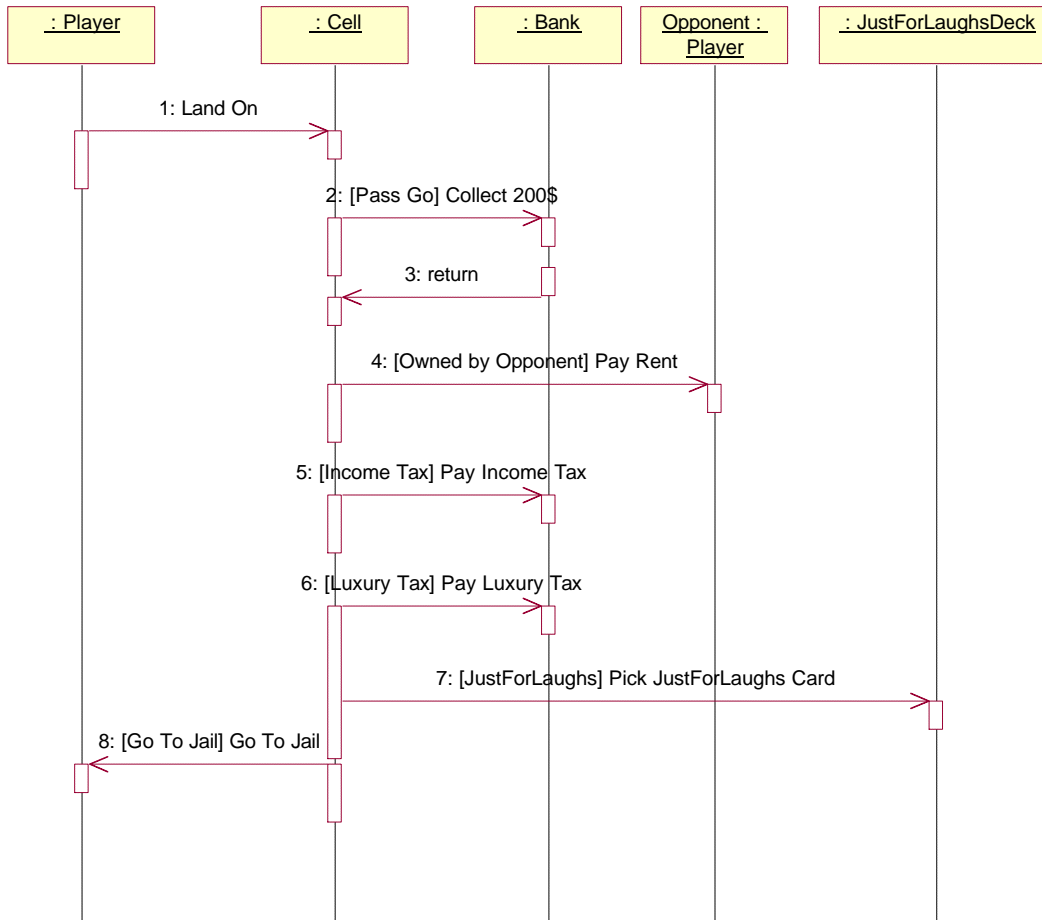 : Player
: Cell
: Bank
Opponent :
Player
: JustForLaughsDeck
1: Land On
2: [Pass Go] Collect 200$
3: return
4: [Owned by Opponent] Pay Rent
5: [Income Tax] Pay Income Tax
6: [Luxury Tax] Pay Luxury Tax
7: [JustForLaughs] Pick JustForLaughs Card
8: [Go To Jail] Go To Jail